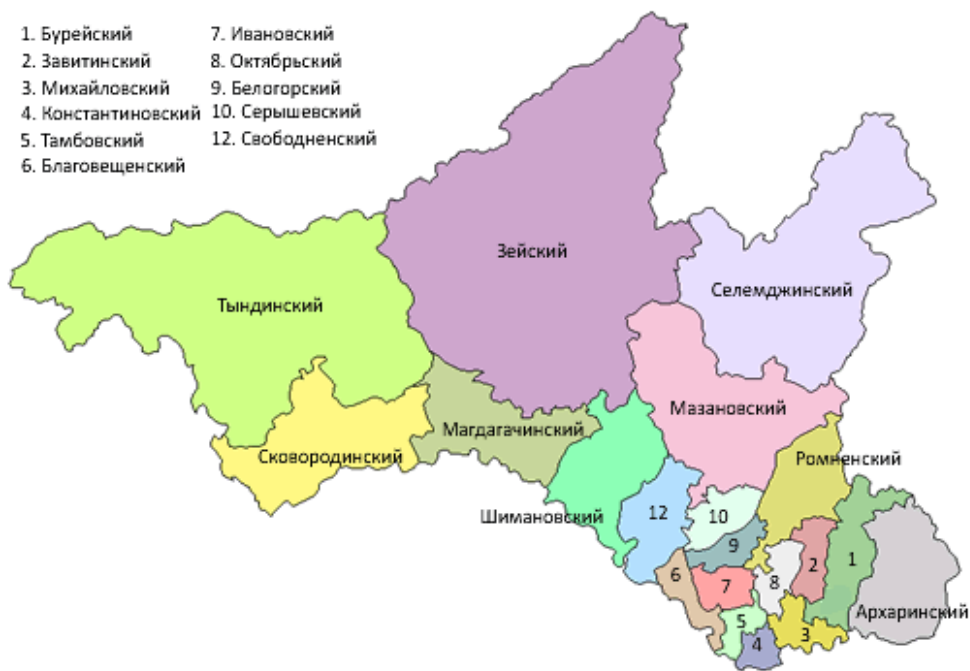 1. Бурейский
2. Завитинский
3. Михайловский
4. Константиновский
5. Тамбовский
6. Благовещенский
7. Ивановский
8. Октябрьский
9. Белогорский
10. Серышевский
12. Свободненский
Зейский
Селемджинский
Тындинский
Мазановский
Магдагачинский
Сковородинский
Ромненский
Шимановский
12
10
9
1
2
6
7
8
Архаринский
5
4
3